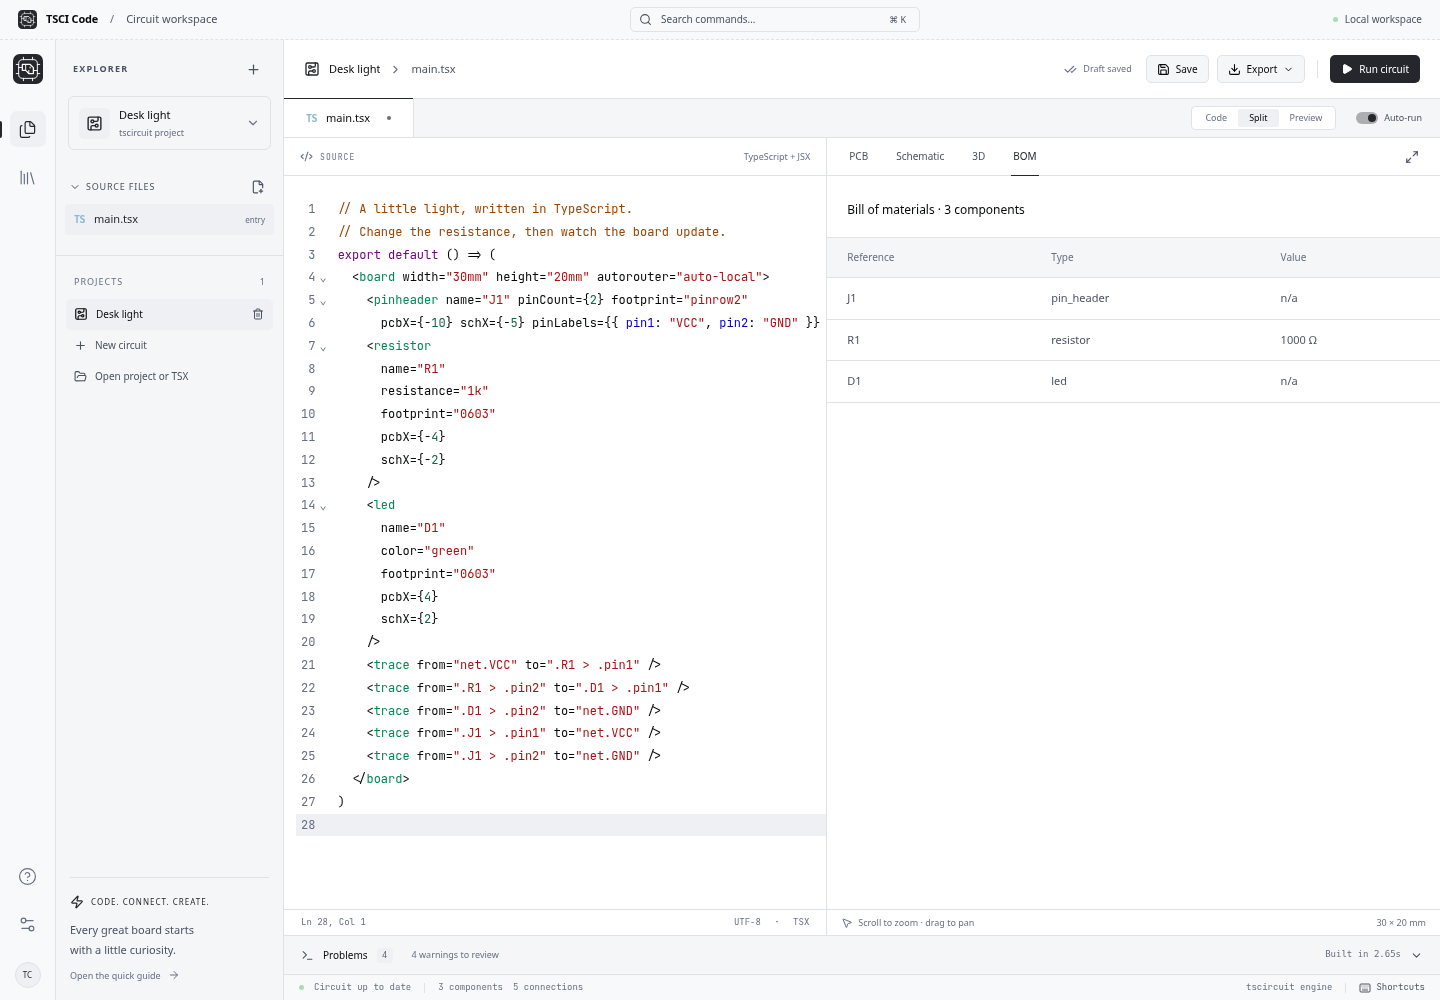 TSCI Code / Circuit workspace
Search commands... ⌘ K
Local workspace
EXPLORER
Desk light
tscircuit project
SOURCE FILES
TS main.tsx entry
PROJECTS 1
Desk light
New circuit
Open project or TSX
CODE. CONNECT. CREATE.
Every great board starts
with a little curiosity.
Open the quick guide
TC
Desk light main.tsx
Draft saved
Save
Export
Run circuit
TS main.tsx
Code Split Preview
Auto-run
SOURCE
TypeScript + JSX
1 // A little light, written in TypeScript.
2 // Change the resistance, then watch the board update.
3 export default () => (
4 <board width="30mm" height="20mm" autorouter="auto-local">
5 <pinheader name="J1" pinCount={2} footprint="pinrow2"
6 pcbX={-10} schX={-5} pinLabels={{ pin1: "VCC", pin2: "GND" }}
7 <resistor
8 name="R1"
9 resistance="1k"
10 footprint="0603"
11 pcbX={-4}
12 schX={-2}
13 />
14 <led
15 name="D1"
16 color="green"
17 footprint="0603"
18 pcbX={4}
19 schX={2}
20 />
21 <trace from="net.VCC" to=".R1 > .pin1" />
22 <trace from=".R1 > .pin2" to=".D1 > .pin1" />
23 <trace from=".D1 > .pin2" to="net.GND" />
24 <trace from=".J1 > .pin1" to="net.VCC" />
25 <trace from=".J1 > .pin2" to="net.GND" />
26 </board>
27 )
28
Ln 28, Col 1
UTF-8 · TSX
PCB Schematic 3D BOM
Bill of materials · 3 components
Reference Type Value
J1 pin_header n/a
R1 resistor 1000 Ω
D1 led n/a
Scroll to zoom · drag to pan
30 × 20 mm
Problems 4 4 warnings to review
Built in 2.65s
Circuit up to date
3 components 5 connections
tscircuit engine
Shortcuts